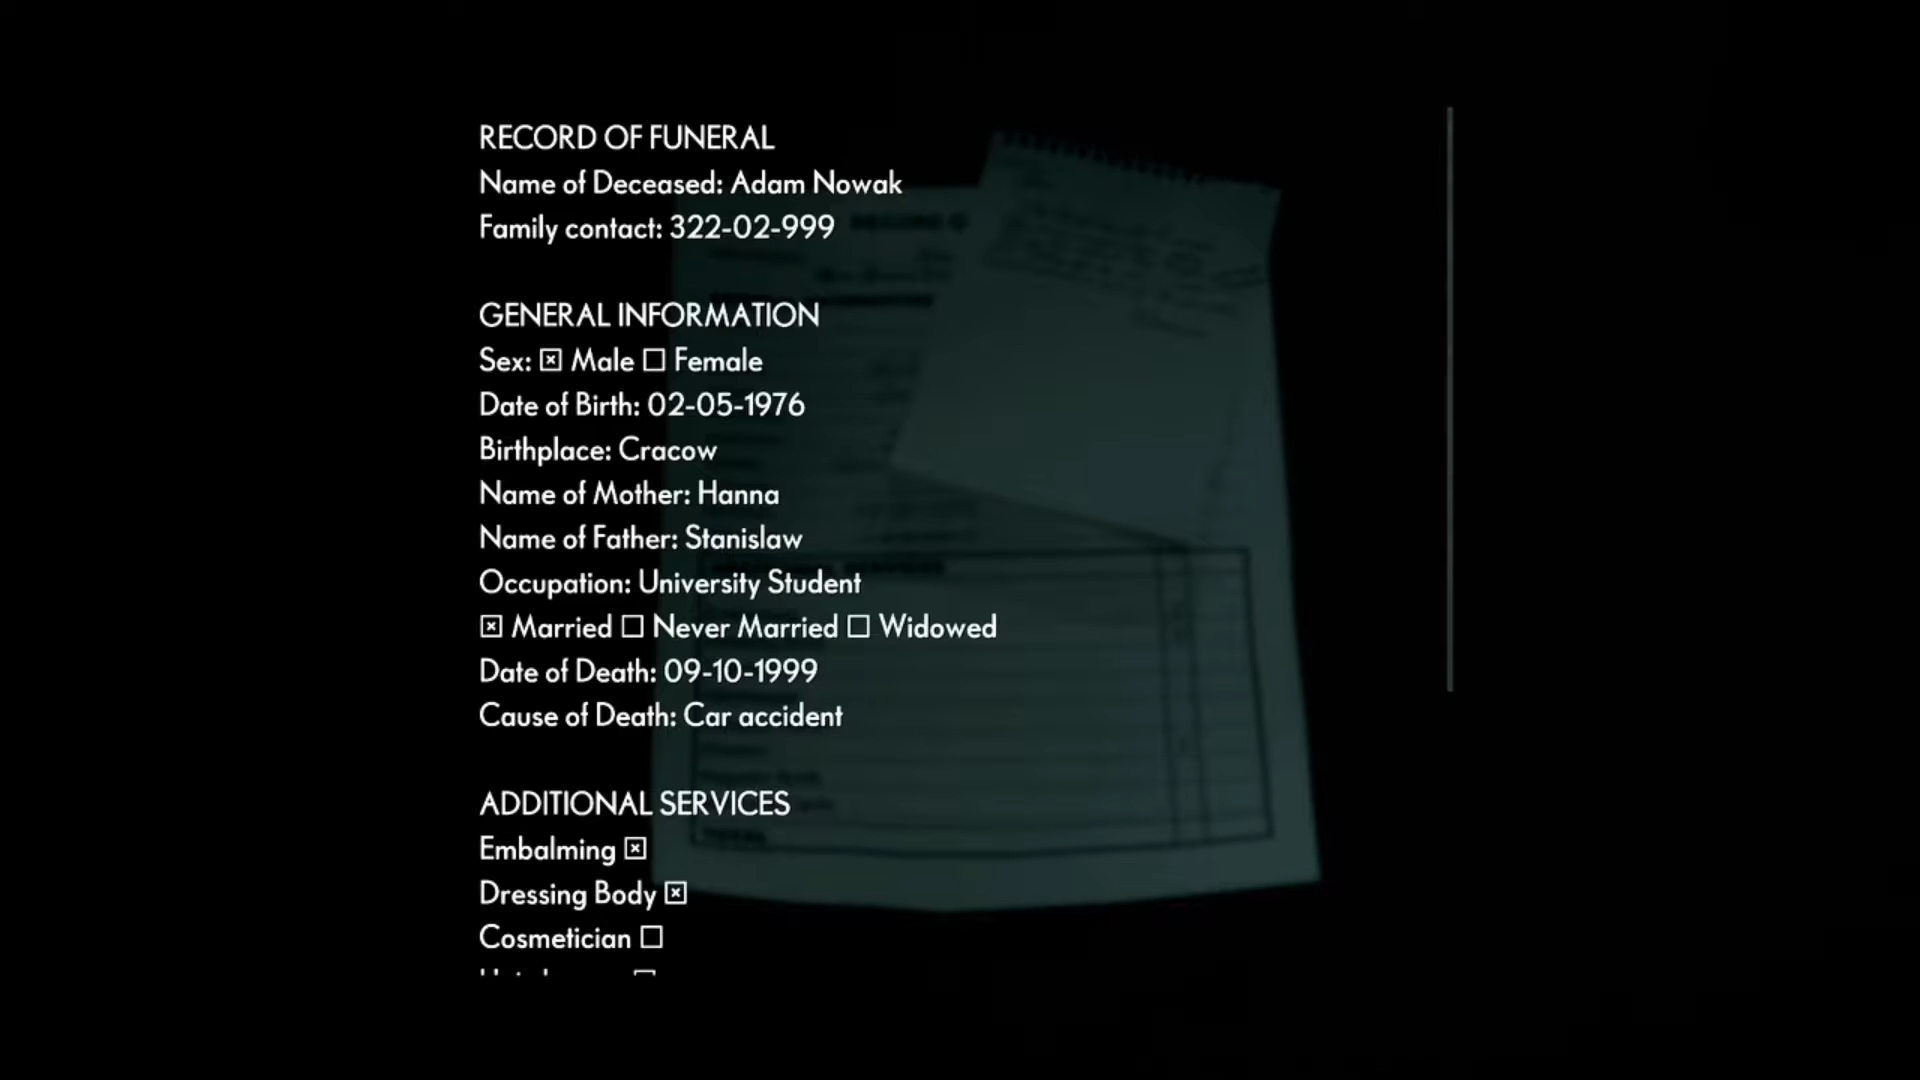 RECORD OF FUNERAL
Name of Deceased: Adam Nowak
Family contact: 322-02-999
GENERAL INFORMATION
Sex: ☒ Male ☐ Female
Date of Birth: 02-05-1976
Birthplace: Cracow
Name of Mother: Hanna
Name of Father: Stanislaw
Occupation: University Student
☒ Married ☐ Never Married ☐ Widowed
Date of Death: 09-10-1999
Cause of Death: Car accident
ADDITIONAL SERVICES
Embalming ☒
Dressing Body ☒
Cosmetician ☐